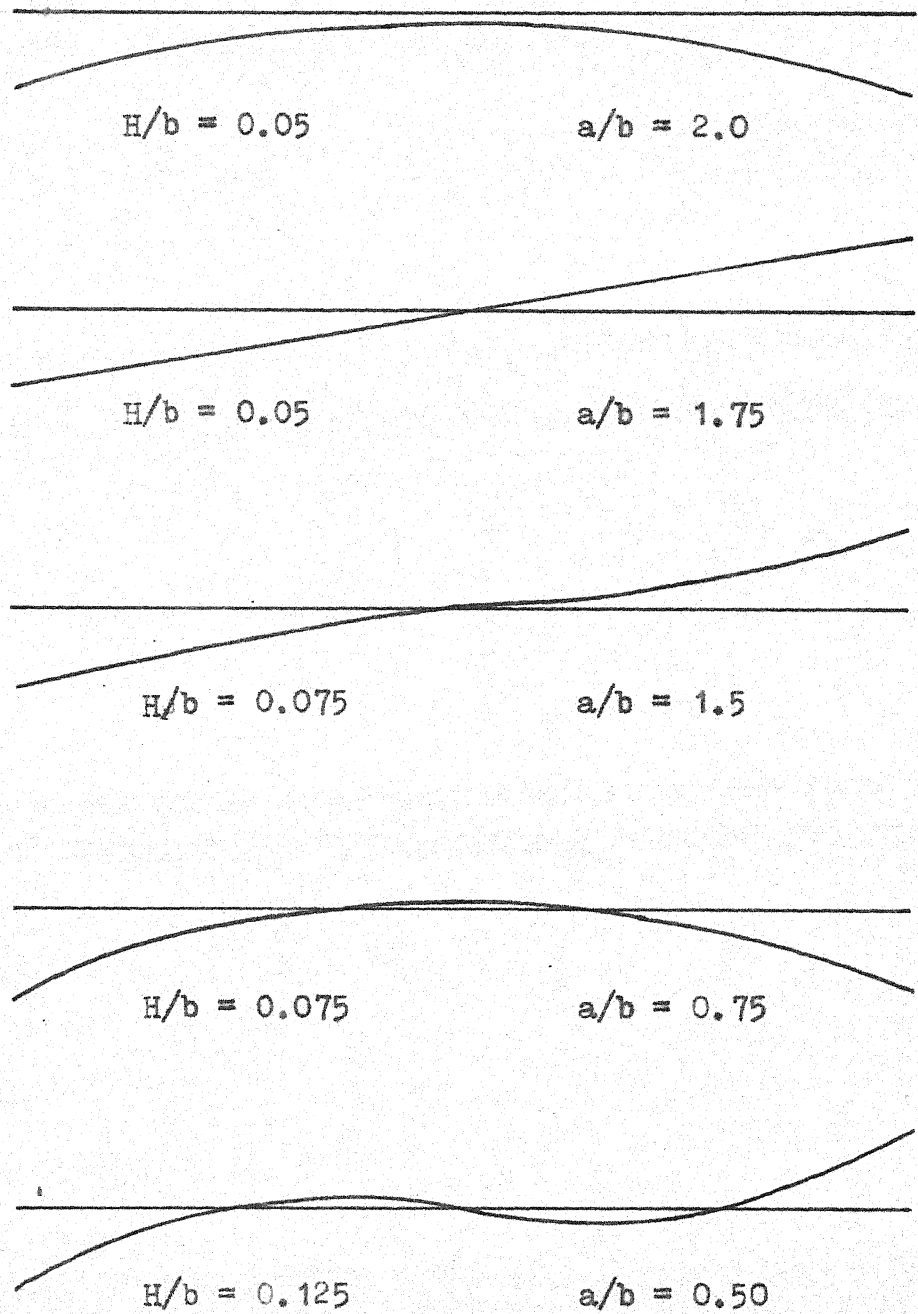 H/b = 0.05 a/b = 2.0
H/b = 0.05 a/b = 1.75
H/b = 0.075 a/b = 1.5
H/b = 0.075 a/b = 0.75
H/b = 0.125 a/b = 0.50